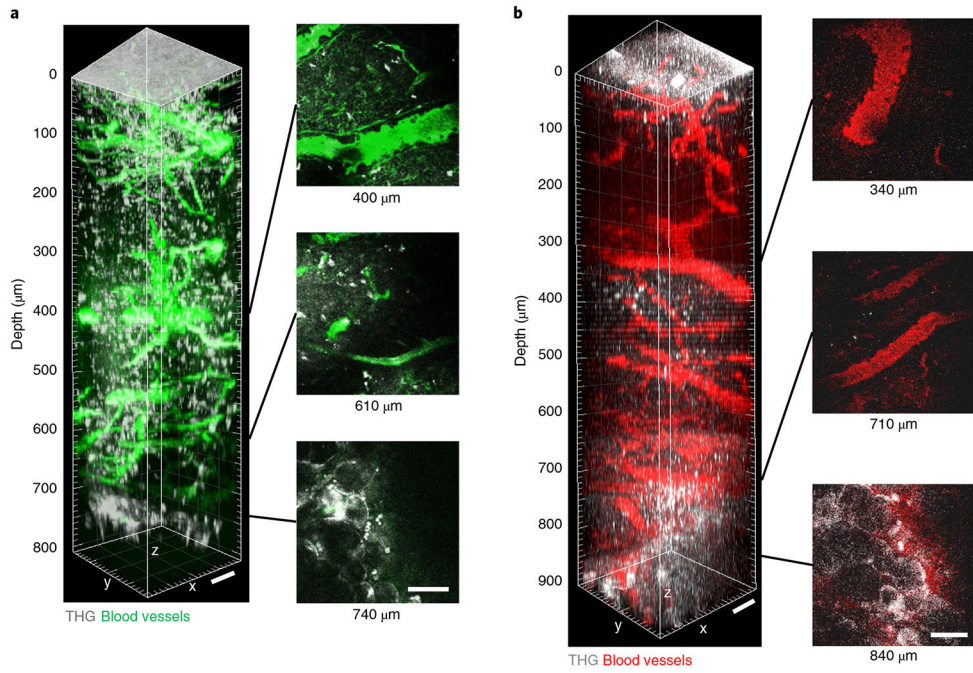 a
Depth (μm)
0
100
200
300
400
500
600
700
800
y
z
x
THG Blood vessels
400 μm
610 μm
740 μm
b
0
100
200
300
400
500
600
700
800
900
y
z
x
THG Blood vessels
340 μm
710 μm
840 μm